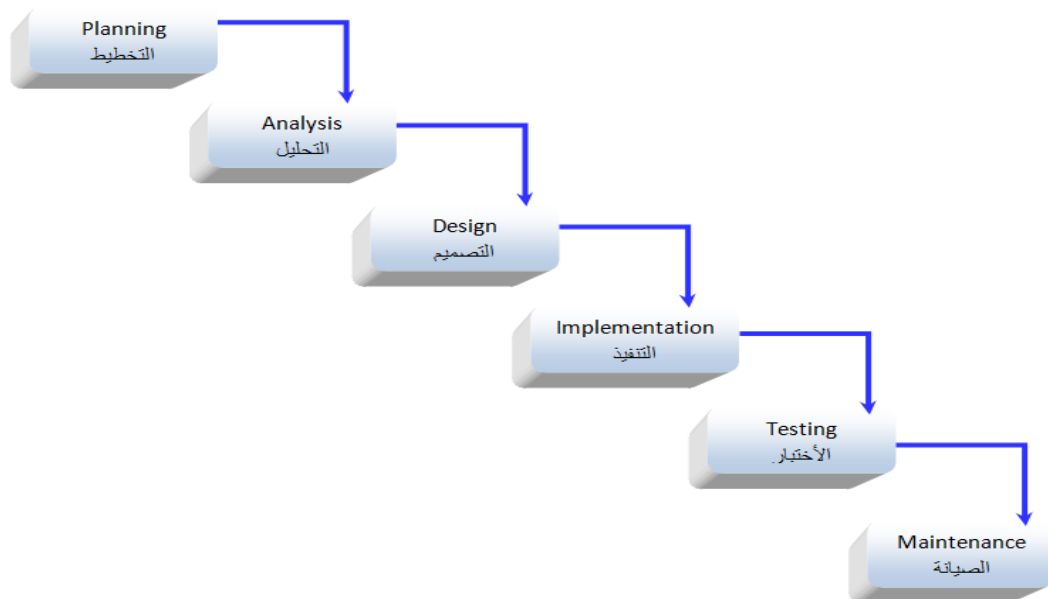 Planning
التخطيط
Analysis
التحليل
Design
التصميم
Implementation
التنفيذ
Testing
الأختبار.
Maintenance
الصيانة